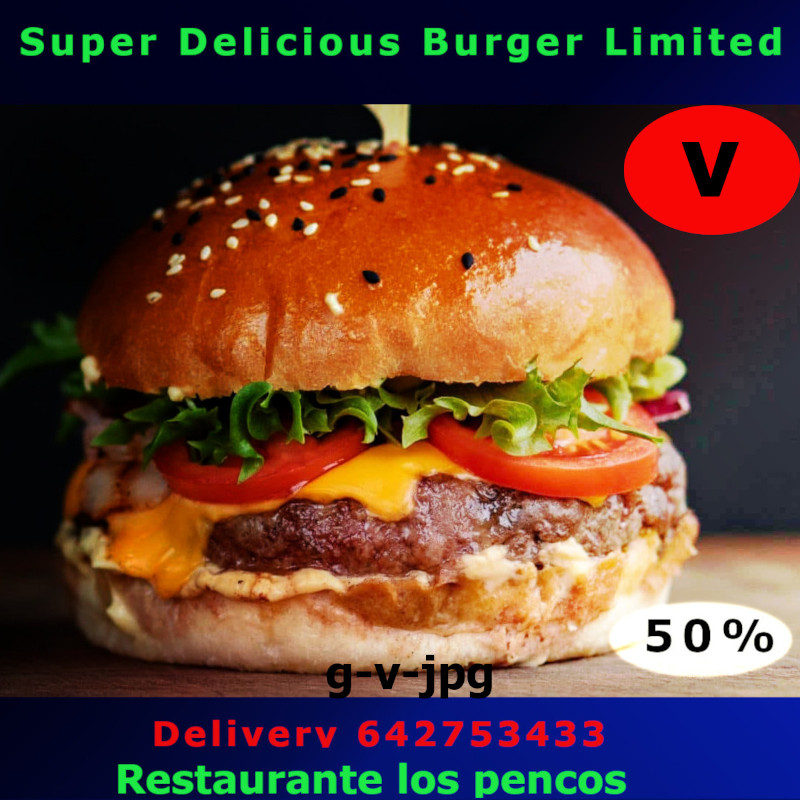 Super Delicious Burger Limited
V
50%
g-v-jpg
Delivery 642753433
Restaurante los pencos